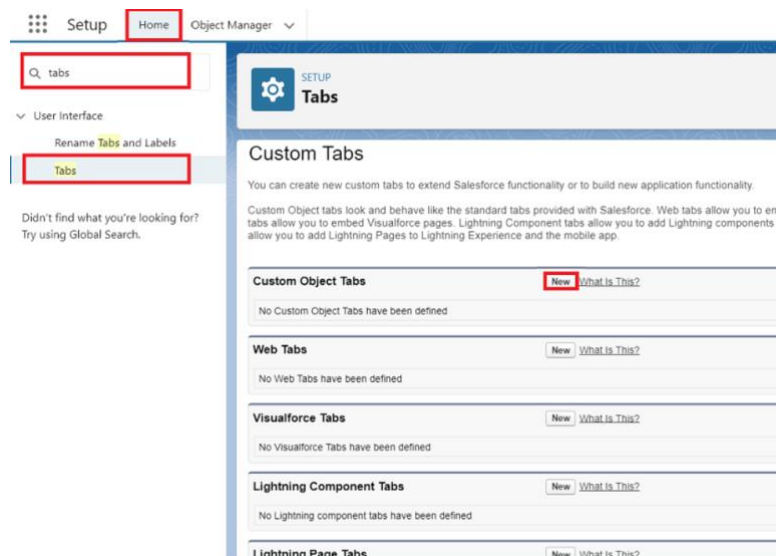 Setup Home Object Manager
tabs
User Interface
Rename Tabs and Labels
Tabs
Didn't find what you're looking for?
Try using Global Search.
SETUP
Tabs
Custom Tabs
You can create new custom tabs to extend Salesforce functionality or to build new application functionality.
Custom Object tabs look and behave like the standard tabs provided with Salesforce. Web tabs allow you to em
tabs allow you to embed Visualforce pages. Lightning Component tabs allow you to add Lightning components
allow you to add Lightning Pages to Lightning Experience and the mobile app.
Custom Object Tabs New What Is This?
No Custom Object Tabs have been defined
Web Tabs New What Is This?
No Web Tabs have been defined
Visualforce Tabs New What Is This?
No Visualforce Tabs have been defined
Lightning Component Tabs New What Is This?
No Lightning component tabs have been defined
Lightning Page Tabs New What Is This?